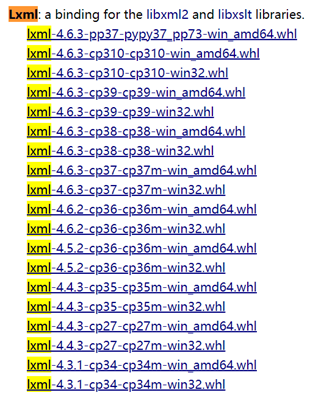 Lxml: a binding for the libxml2 and libxslt libraries.
lxml-4.6.3-pp37-pypy37_pp73-win_amd64.whl
lxml-4.6.3-cp310-cp310-win_amd64.whl
lxml-4.6.3-cp310-cp310-win32.whl
lxml-4.6.3-cp39-cp39-win_amd64.whl
lxml-4.6.3-cp39-cp39-win32.whl
lxml-4.6.3-cp38-cp38-win_amd64.whl
lxml-4.6.3-cp38-cp38-win32.whl
lxml-4.6.3-cp37-cp37m-win_amd64.whl
lxml-4.6.3-cp37-cp37m-win32.whl
lxml-4.6.2-cp36-cp36m-win_amd64.whl
lxml-4.6.2-cp36-cp36m-win32.whl
lxml-4.5.2-cp36-cp36m-win_amd64.whl
lxml-4.5.2-cp36-cp36m-win32.whl
lxml-4.4.3-cp35-cp35m-win_amd64.whl
lxml-4.4.3-cp35-cp35m-win32.whl
lxml-4.4.3-cp27-cp27m-win_amd64.whl
lxml-4.4.3-cp27-cp27m-win32.whl
lxml-4.3.1-cp34-cp34m-win_amd64.whl
lxml-4.3.1-cp34-cp34m-win32.whl